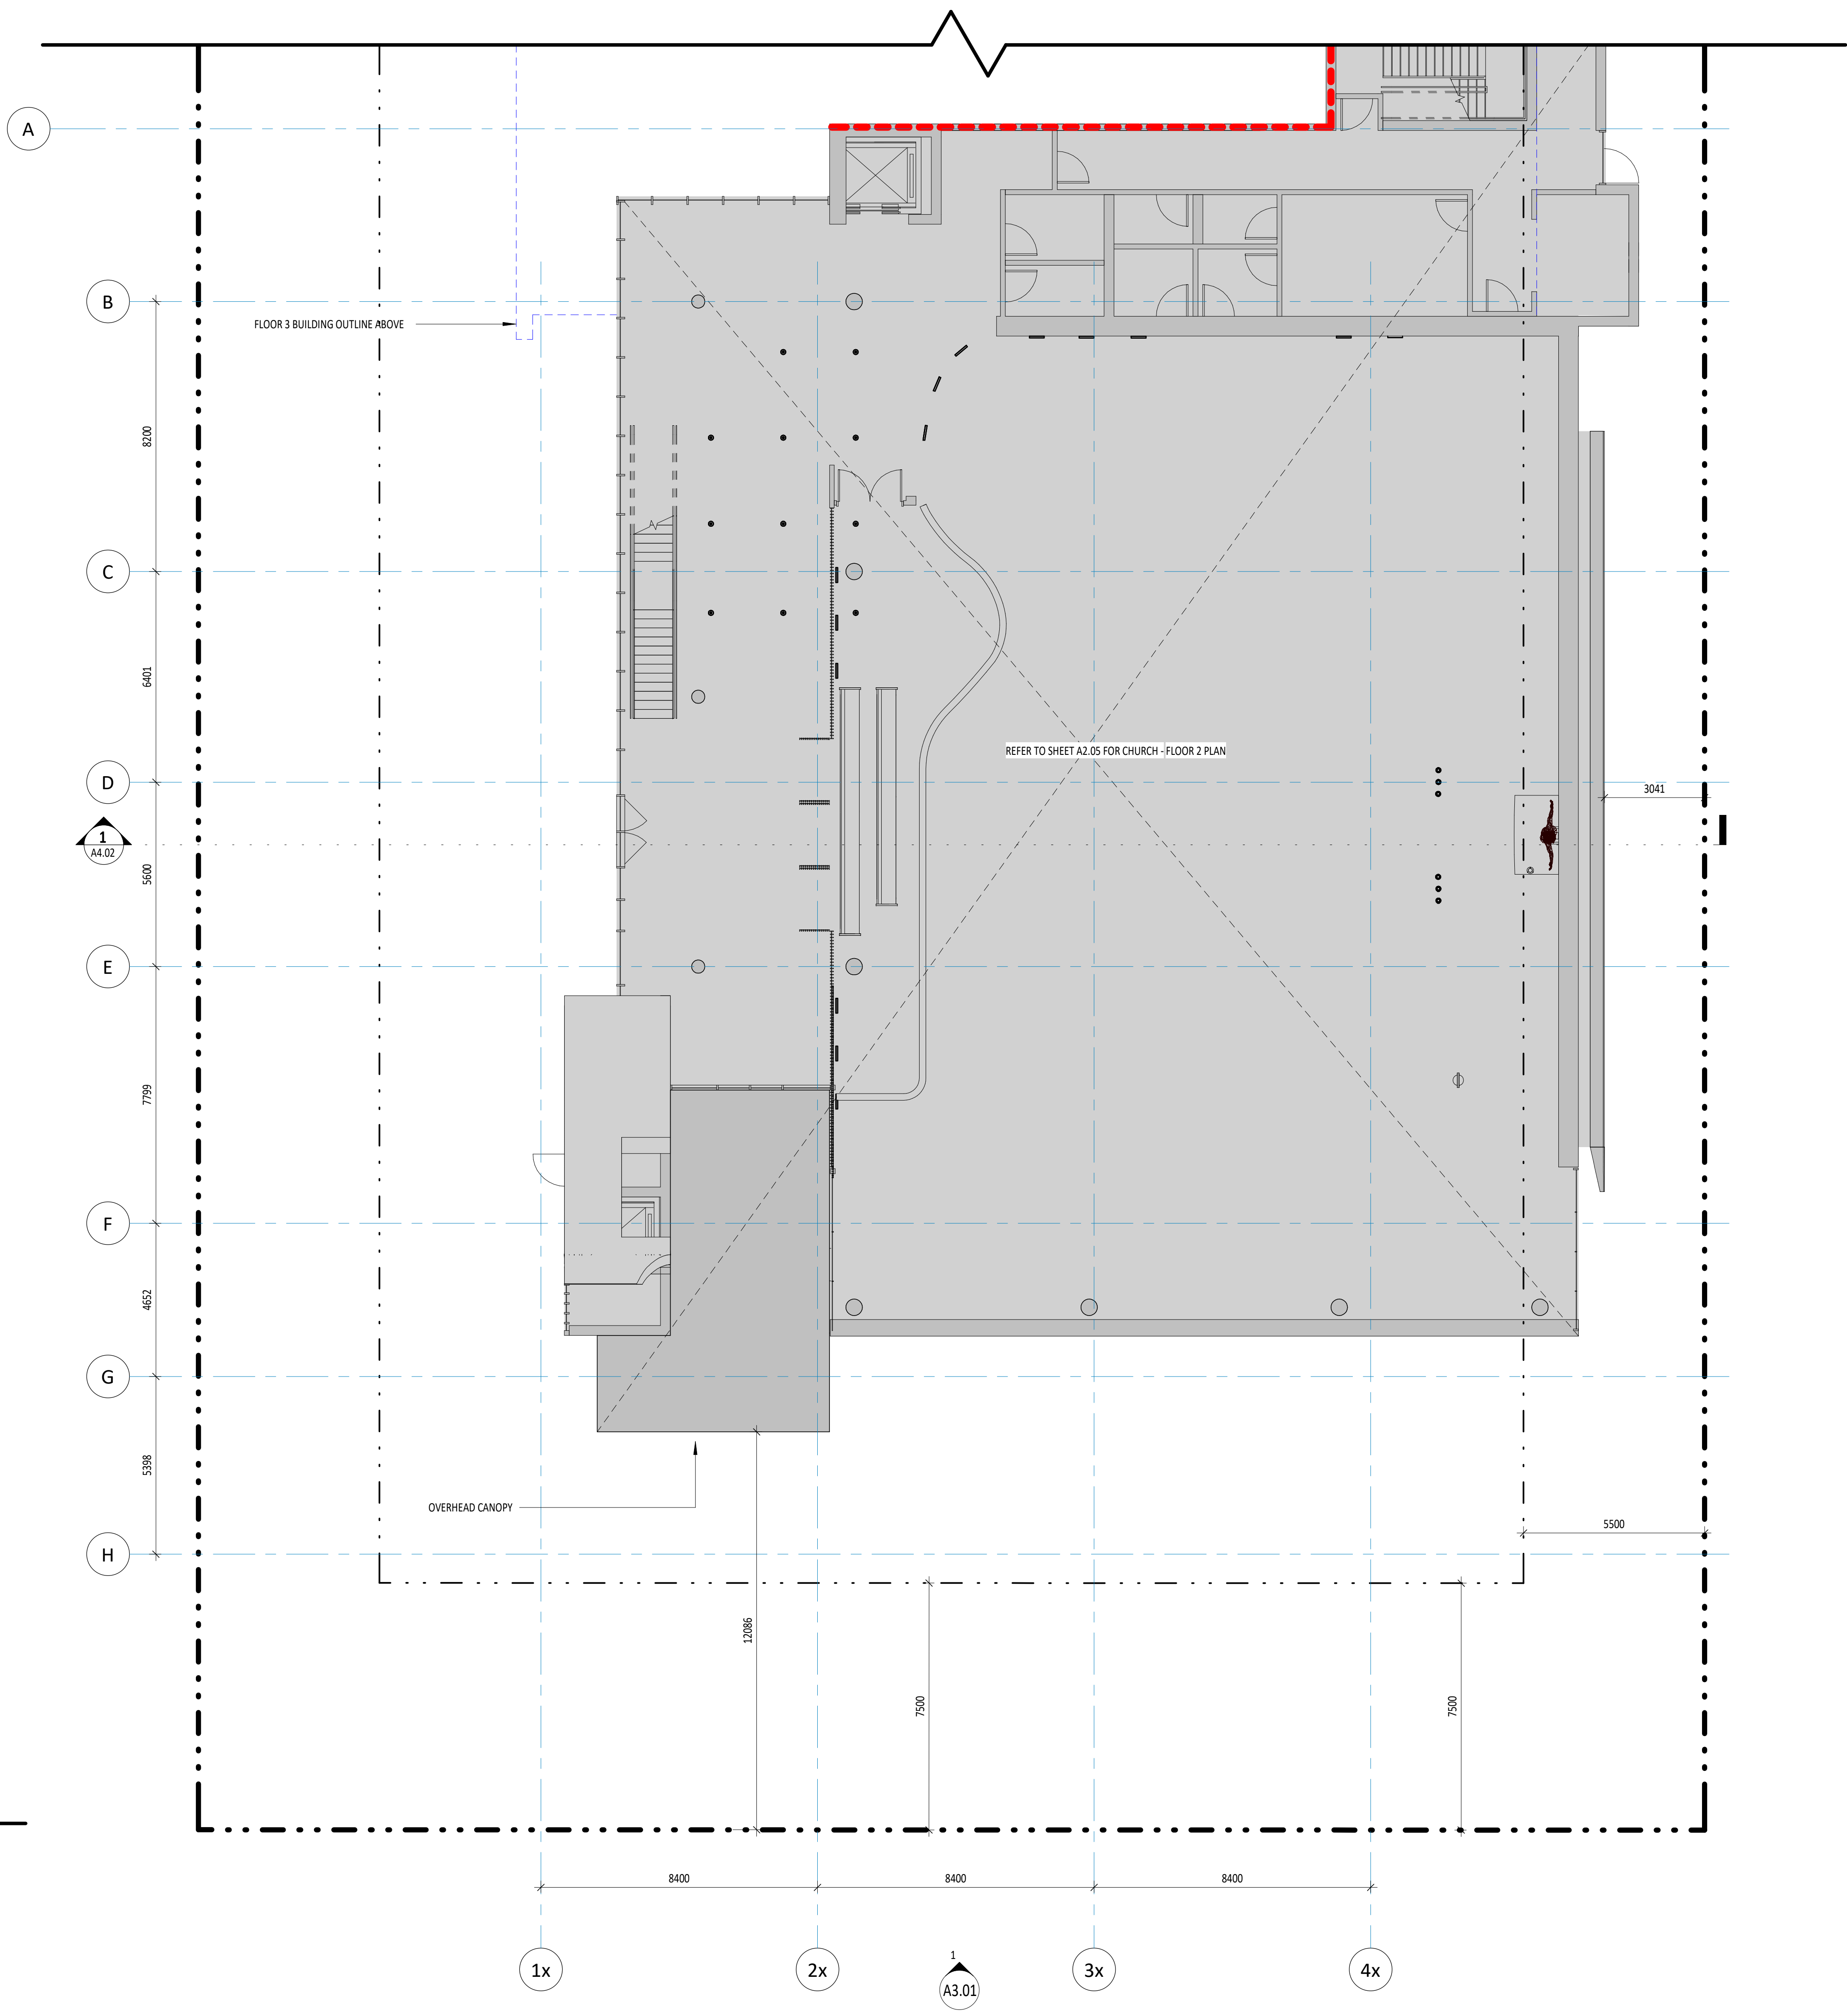 A
B
FLOOR 3 BUILDING OUTLINE ABOVE
8200
C
6401
REFER TO SHEET A2.05 FOR CHURCH - FLOOR 2 PLAN
D
3041
1
A4.02
5600
E
7799
F
4652
G
5398
OVERHEAD CANOPY
5500
H
12086
7500
7500
8400
8400
8400
1x
2x
1
A3.01
3x
4x